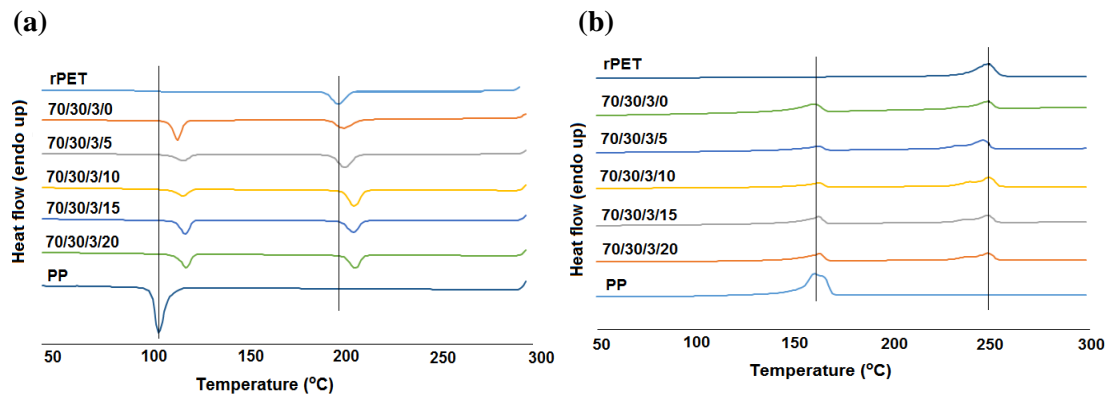 (a)
Heat flow (endo up)
rPET
70/30/3/0
70/30/3/5
70/30/3/10
70/30/3/15
70/30/3/20
PP
50 100 150 200 250 300
Temperature (°C)
(b)
Heat flow (endo up)
rPET
70/30/3/0
70/30/3/5
70/30/3/10
70/30/3/15
70/30/3/20
PP
50 100 150 200 250 300
Temperature (°C)